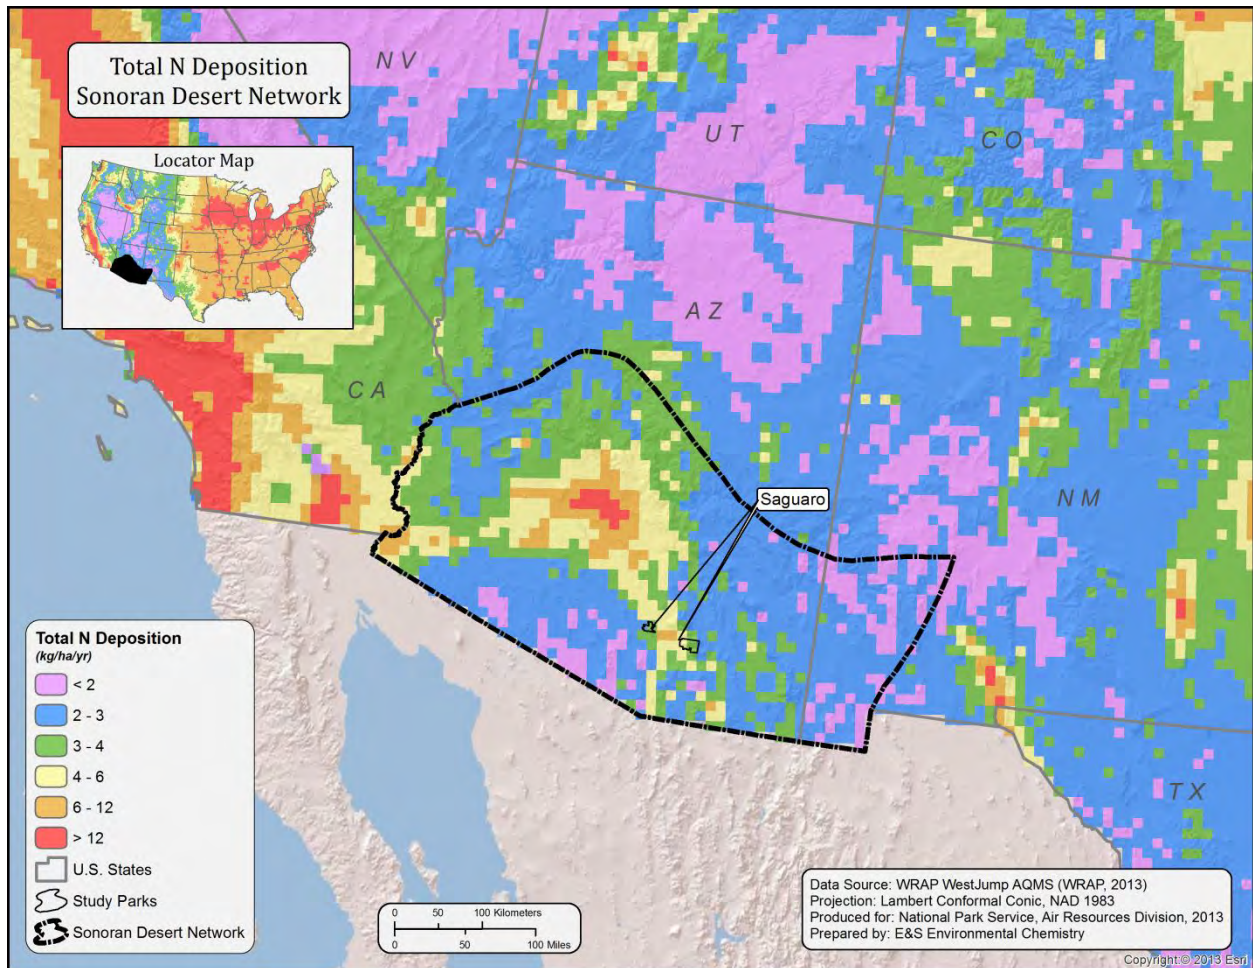 Total N Deposition
Sonoran Desert Network
Locator Map
NV
UT
CO
AZ
CA
NM
TX
Saguaro
Total N Deposition
(kg/ha/yr)
< 2
2 - 3
3 - 4
4 - 6
6 - 12
> 12
U.S. States
Study Parks
Sonoran Desert Network
0 50 100 Kilometers
0 50 100 Miles
Data Source: WRAP WestJump AQMS (WRAP, 2013)
Projection: Lambert Conformal Conic, NAD 1983
Produced for: National Park Service, Air Resources Division, 2013
Prepared by: E&S Environmental Chemistry
Copyright:© 2013 Esri